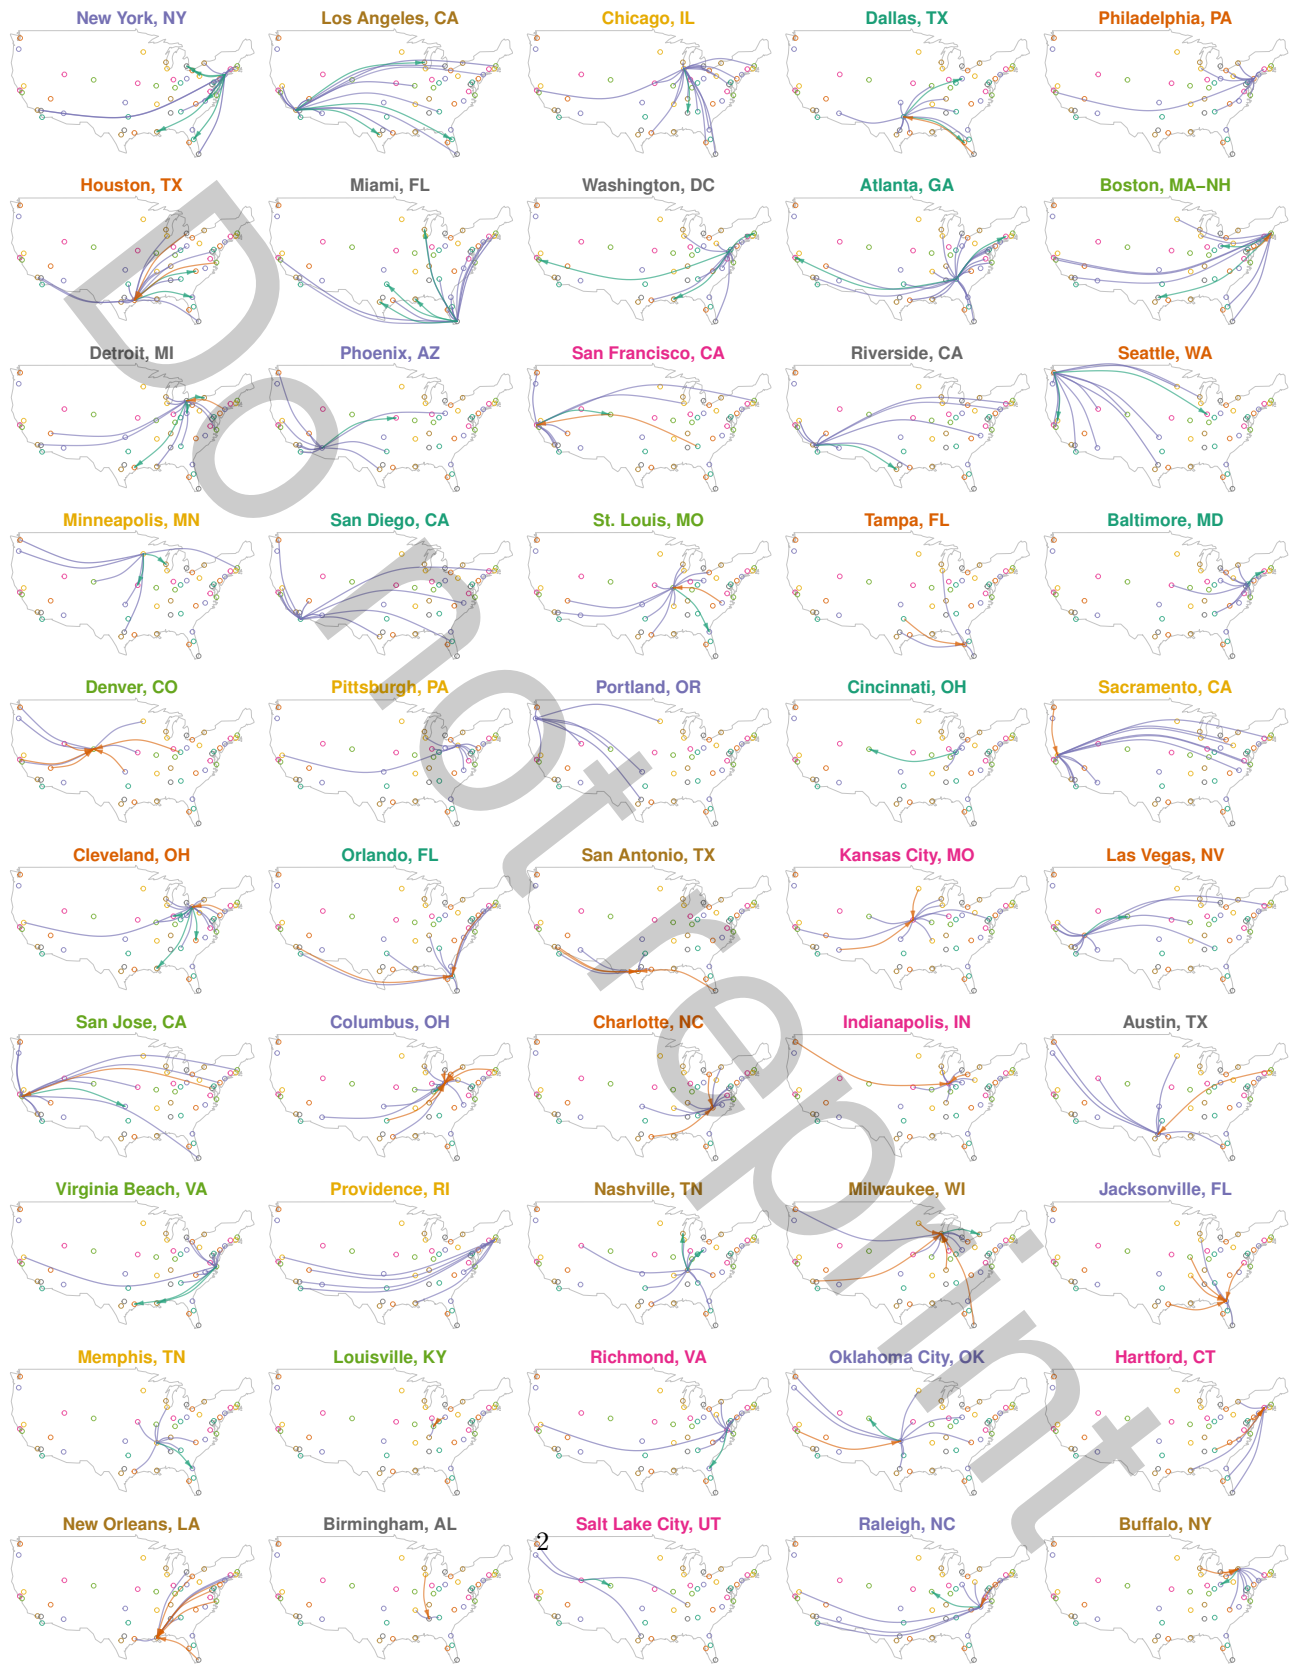 New York, NY
Los Angeles, CA
Chicago, IL
Dallas, TX
Philadelphia, PA
Houston, TX
Miami, FL
Washington, DC
Atlanta, GA
Boston, MA−NH
Detroit, MI
Phoenix, AZ
San Francisco, CA
Riverside, CA
Seattle, WA
Minneapolis, MN
San Diego, CA
St. Louis, MO
Tampa, FL
Baltimore, MD
Denver, CO
Pittsburgh, PA
Portland, OR
Cincinnati, OH
Sacramento, CA
Cleveland, OH
Orlando, FL
San Antonio, TX
Kansas City, MO
Las Vegas, NV
San Jose, CA
Columbus, OH
Charlotte, NC
Indianapolis, IN
Austin, TX
Virginia Beach, VA
Providence, RI
Nashville, TN
Milwaukee, WI
Jacksonville, FL
Memphis, TN
Louisville, KY
Richmond, VA
Oklahoma City, OK
Hartford, CT
New Orleans, LA
Birmingham, AL
Salt Lake City, UT
Raleigh, NC
Buffalo, NY
2
Do not reprint